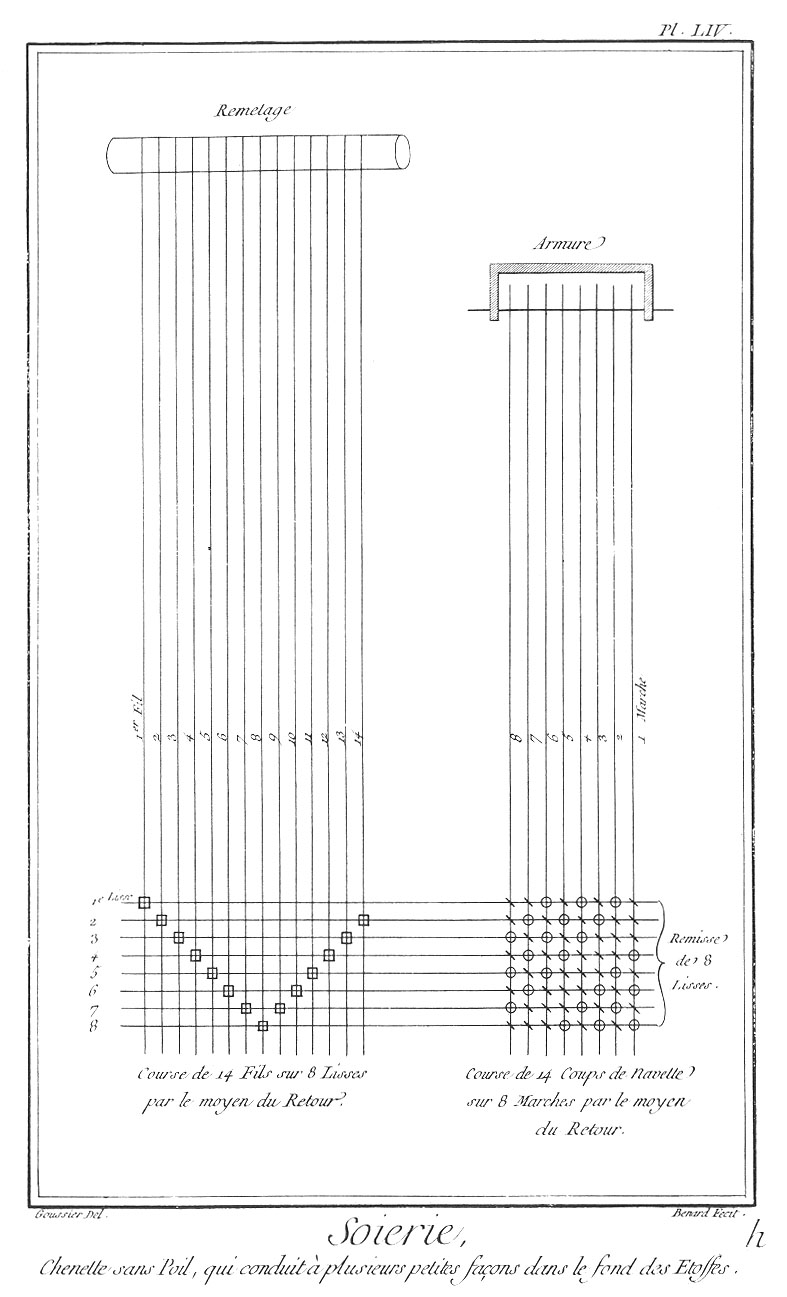 Pl. LIV.
Remetage
Armure
1er Fil 2 3 4 5 6 7 8 9 10 11 12 13 14
8 7 6 5 4 3 2 1 Marche
1e Lisse
2
3
4
5
6
7
8
Remisse
de 8
Lisses.
Course de 14 Fils sur 8 Lisses
par le moyen du Retour.
Course de 14 Coups de Navette
sur 8 Marches par le moyen
du Retour.
Goussier Del.
Benard Fecit.
Soierie,
h
Chenette sans Poil, qui conduit à plusieurs petites façons dans le fond des Etoffes.